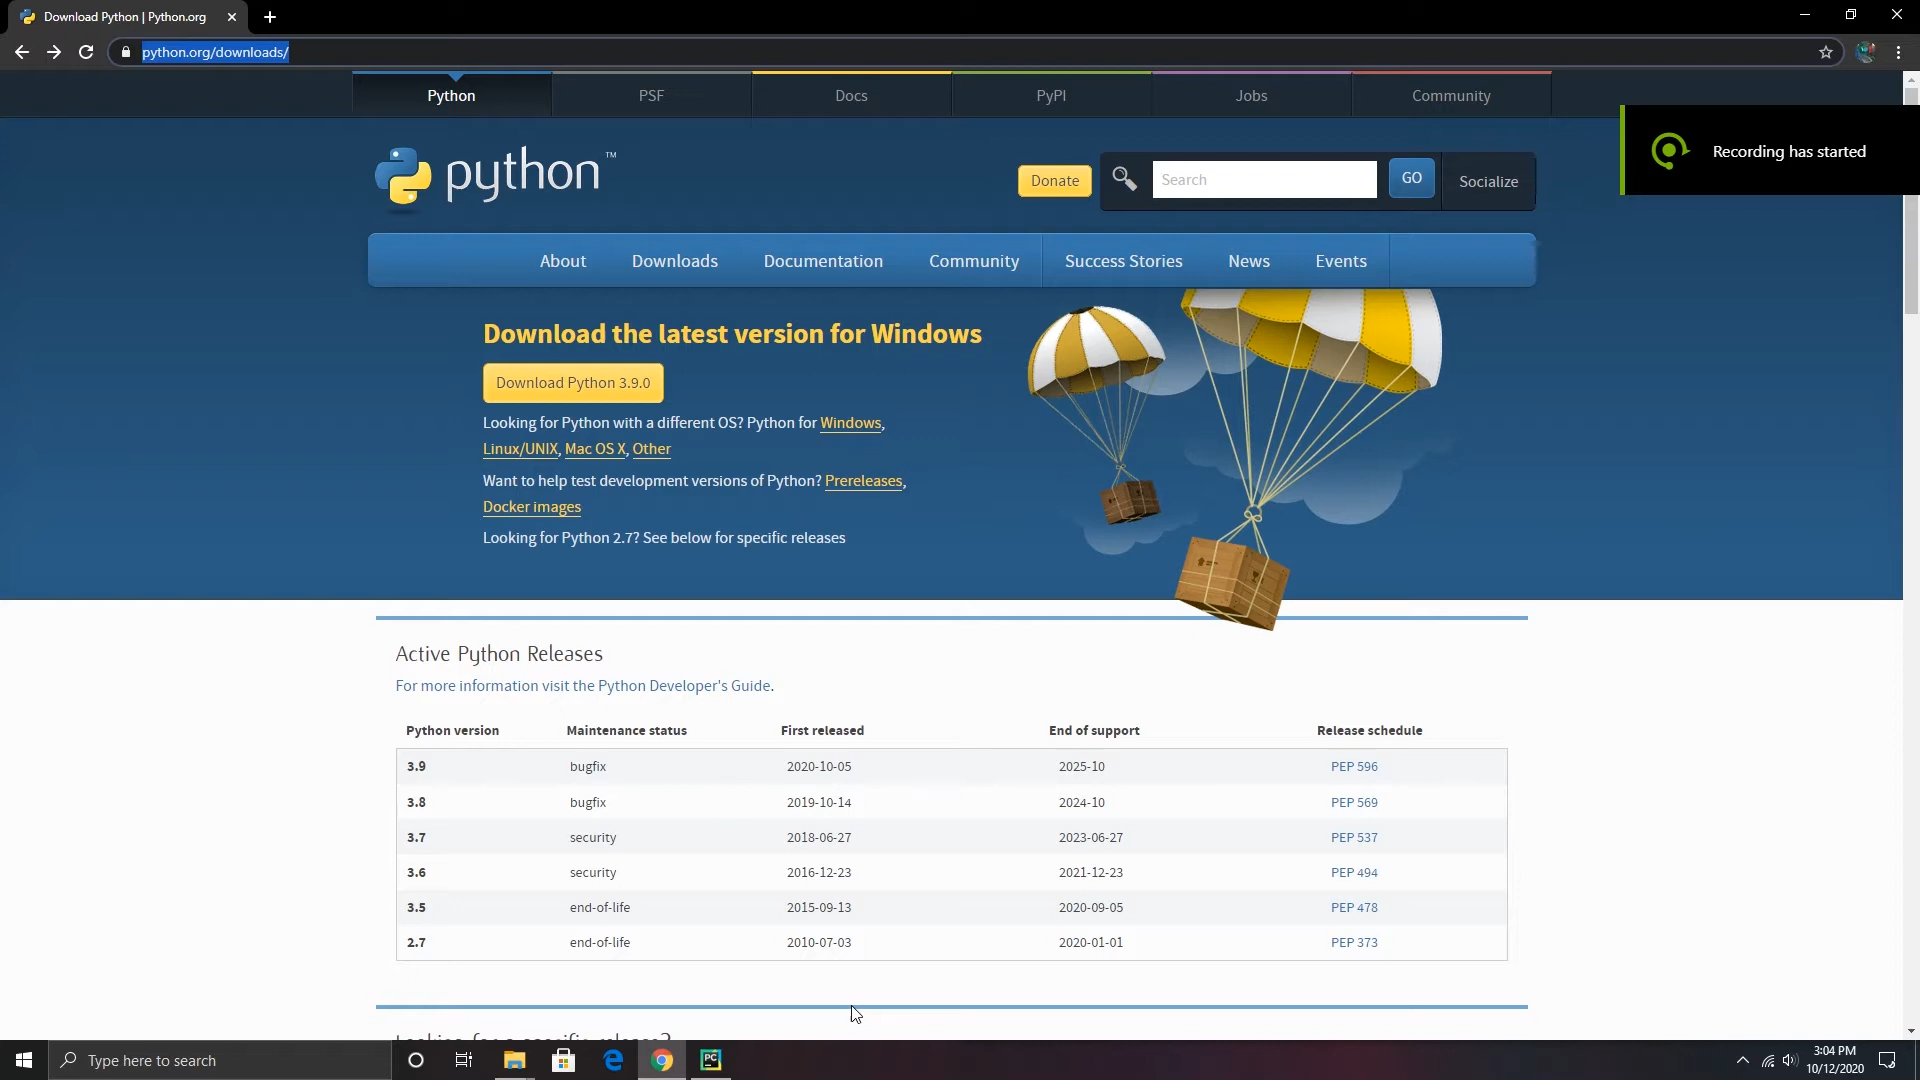 Download Python | Python.org
python.org/downloads/
Python PSF Docs PyPI Jobs Community
Recording has started
python™
Donate Search GO Socialize
About Downloads Documentation Community Success Stories News Events
Download the latest version for Windows
Download Python 3.9.0
Looking for Python with a different OS? Python for Windows,
Linux/UNIX, Mac OS X, Other
Want to help test development versions of Python? Prereleases,
Docker images
Looking for Python 2.7? See below for specific releases
Active Python Releases
For more information visit the Python Developer's Guide.
Python version Maintenance status First released End of support Release schedule
3.9 bugfix 2020-10-05 2025-10 PEP 596
3.8 bugfix 2019-10-14 2024-10 PEP 569
3.7 security 2018-06-27 2023-06-27 PEP 537
3.6 security 2016-12-23 2021-12-23 PEP 494
3.5 end-of-life 2015-09-13 2020-09-05 PEP 478
2.7 end-of-life 2010-07-03 2020-01-01 PEP 373
Looking for a specific release?
Type here to search
PC
3:04 PM
10/12/2020